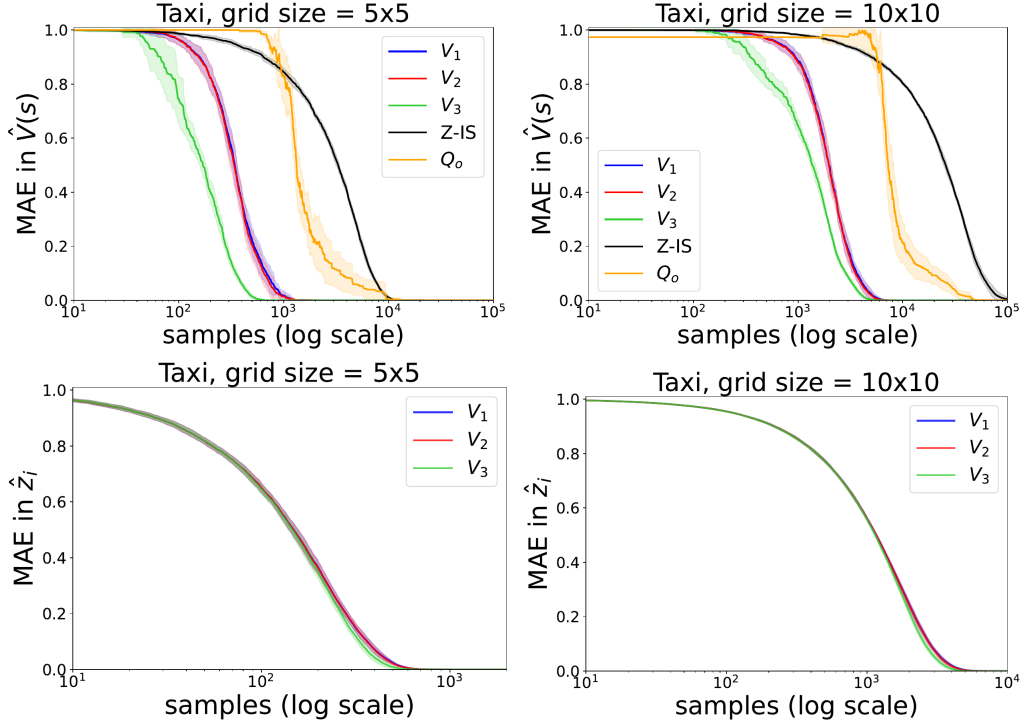 Taxi, grid size = 5x5
MAE in V̂(s)
1.0
0.8
0.6
0.4
0.2
0.0
V₁
V₂
V₃
Z-IS
Qₒ
10¹ 10² 10³ 10⁴ 10⁵
samples (log scale)
Taxi, grid size = 10x10
MAE in V̂(s)
1.0
0.8
0.6
0.4
0.2
0.0
V₁
V₂
V₃
Z-IS
Qₒ
10¹ 10² 10³ 10⁴ 10⁵
samples (log scale)
Taxi, grid size = 5x5
MAE in ẑᵢ
1.0
0.8
0.6
0.4
0.2
0.0
V₁
V₂
V₃
10¹ 10² 10³
samples (log scale)
Taxi, grid size = 10x10
MAE in ẑᵢ
1.0
0.8
0.6
0.4
0.2
0.0
V₁
V₂
V₃
10¹ 10² 10³ 10⁴
samples (log scale)